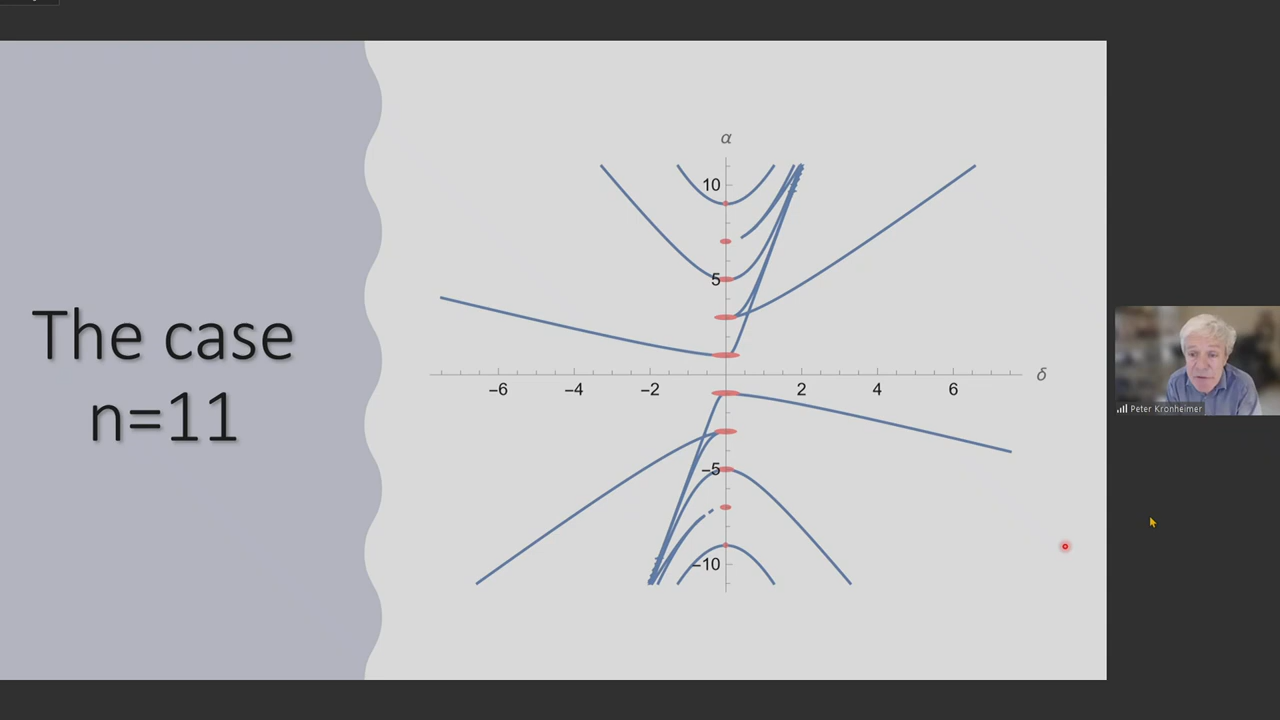 The case
n=11
α
10
5
−6
−4
−2
2
4
6
δ
−5
−10
Peter Kronheimer